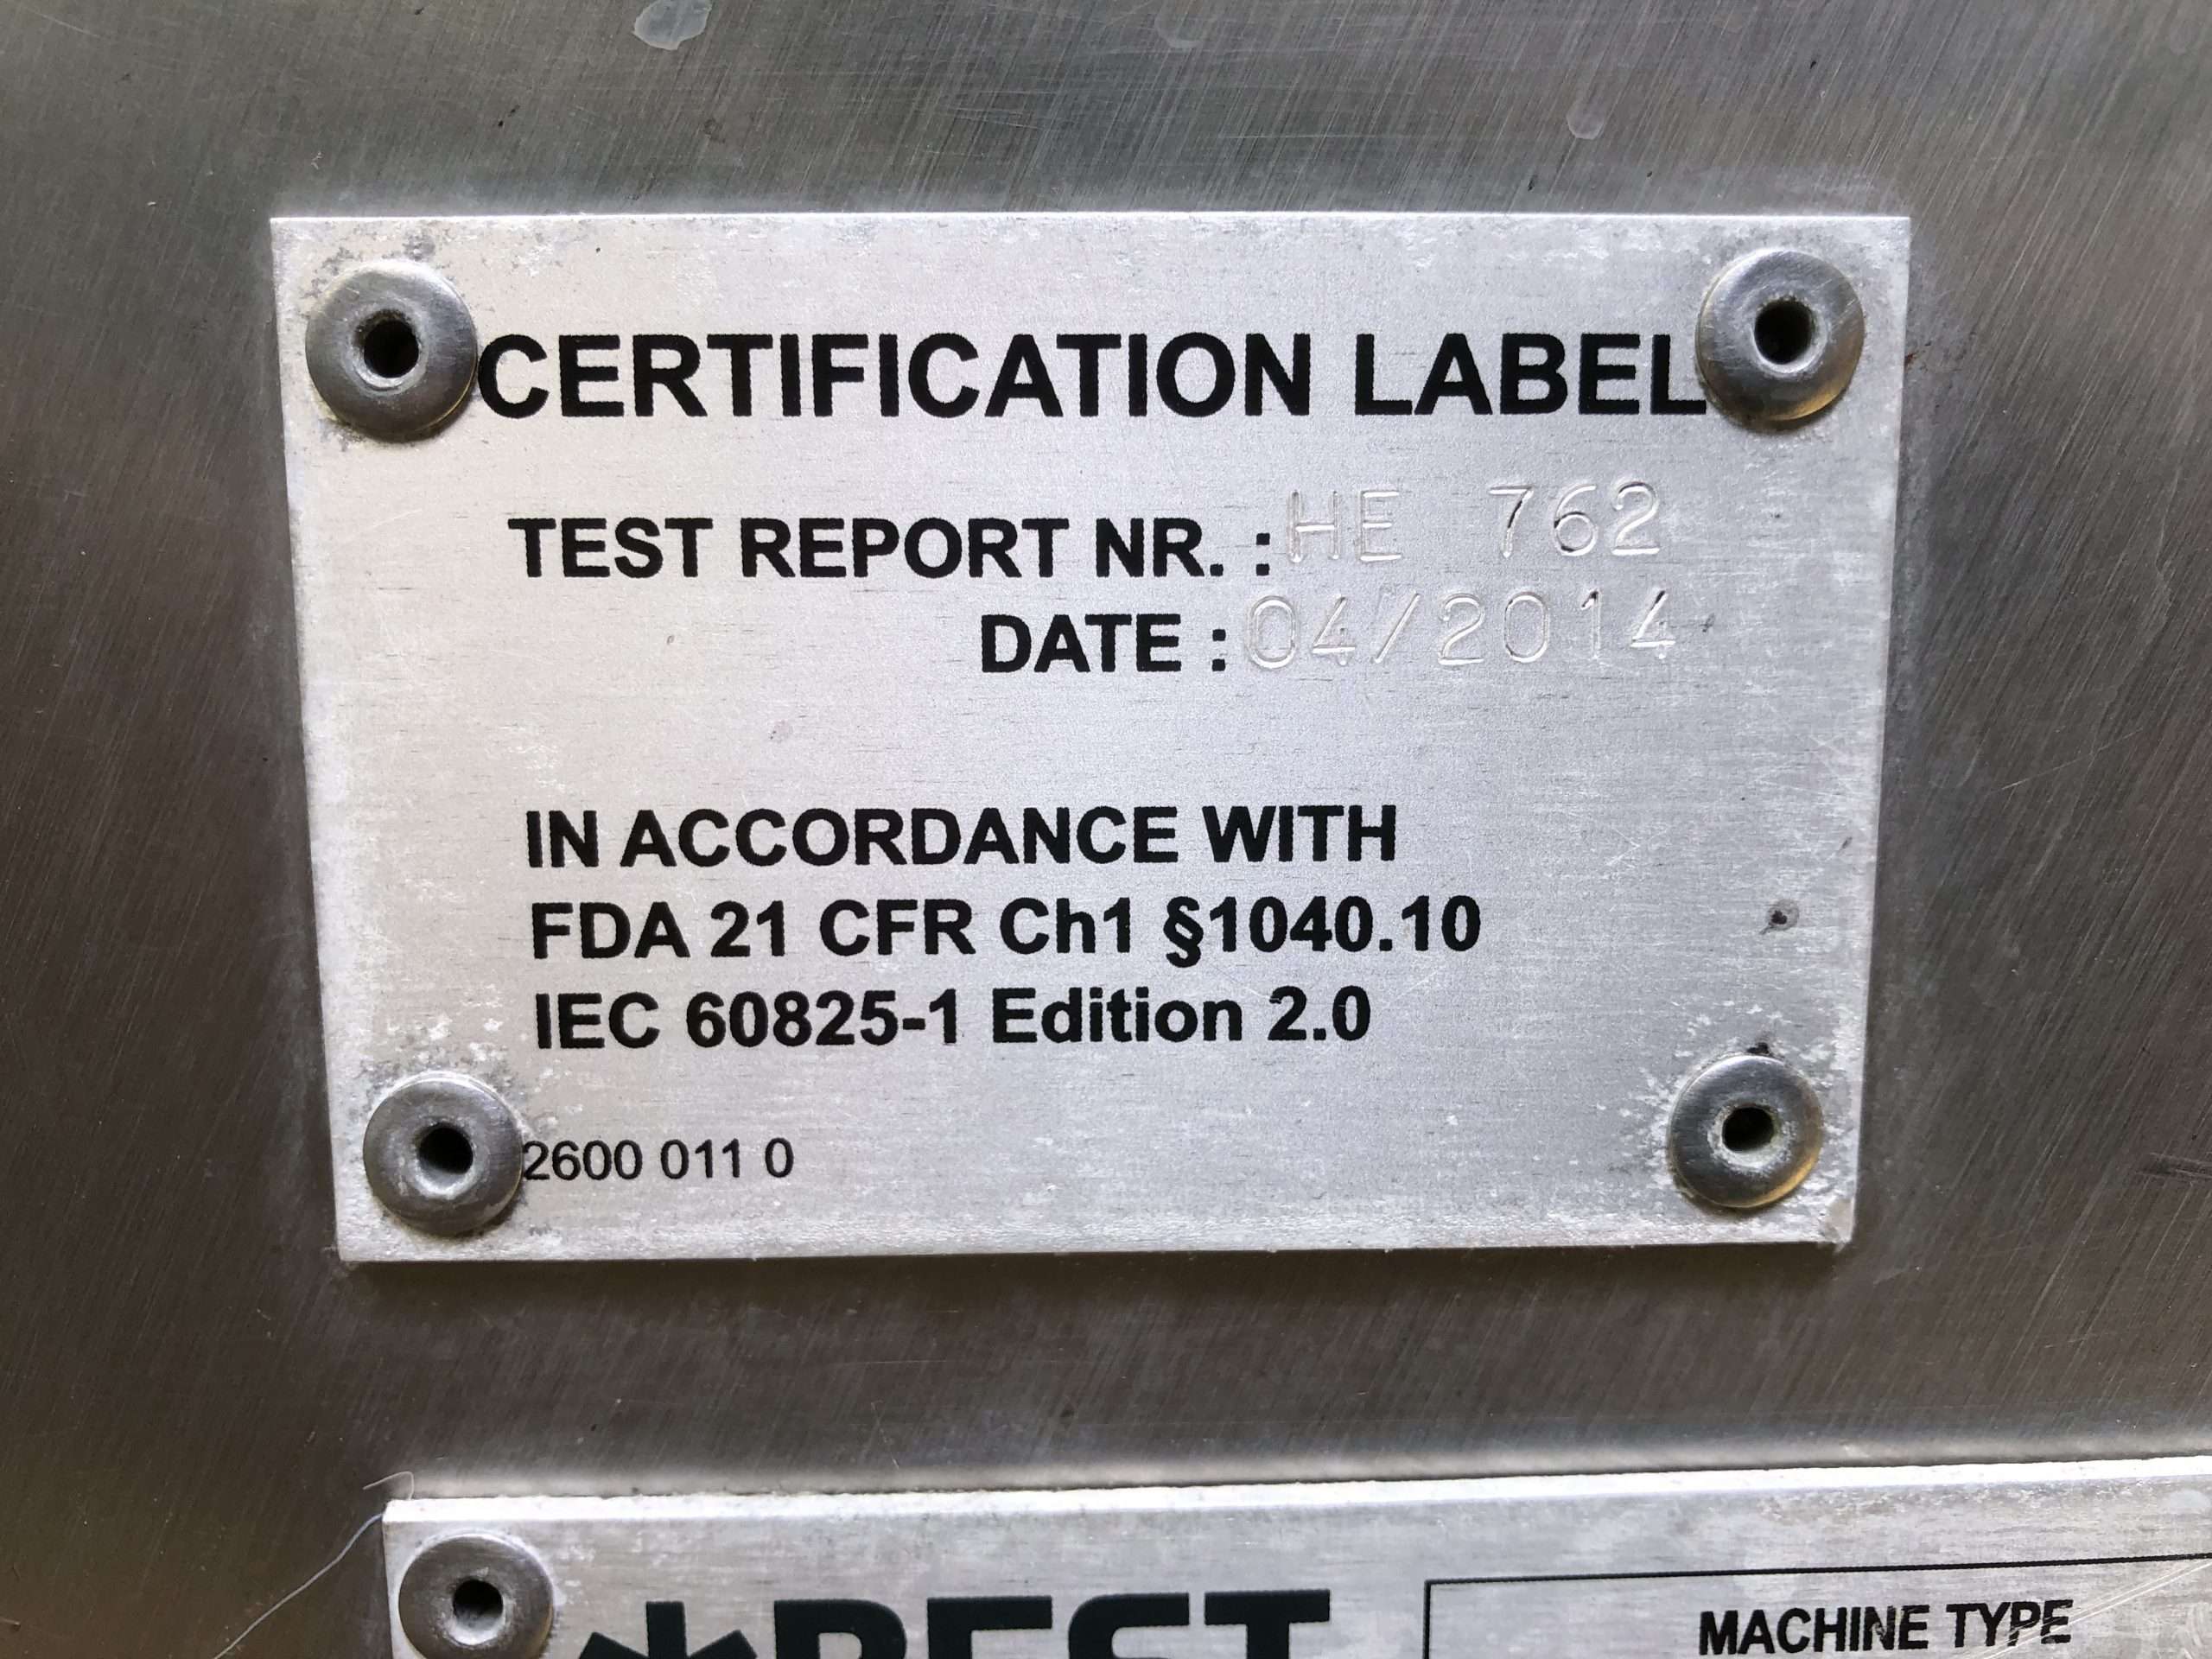 CERTIFICATION LABEL
TEST REPORT NR. : HE 762
DATE : 04/2014
IN ACCORDANCE WITH
FDA 21 CFR Ch1 §1040.10
IEC 60825-1 Edition 2.0
2600 011 0
BEST
MACHINE TYPE